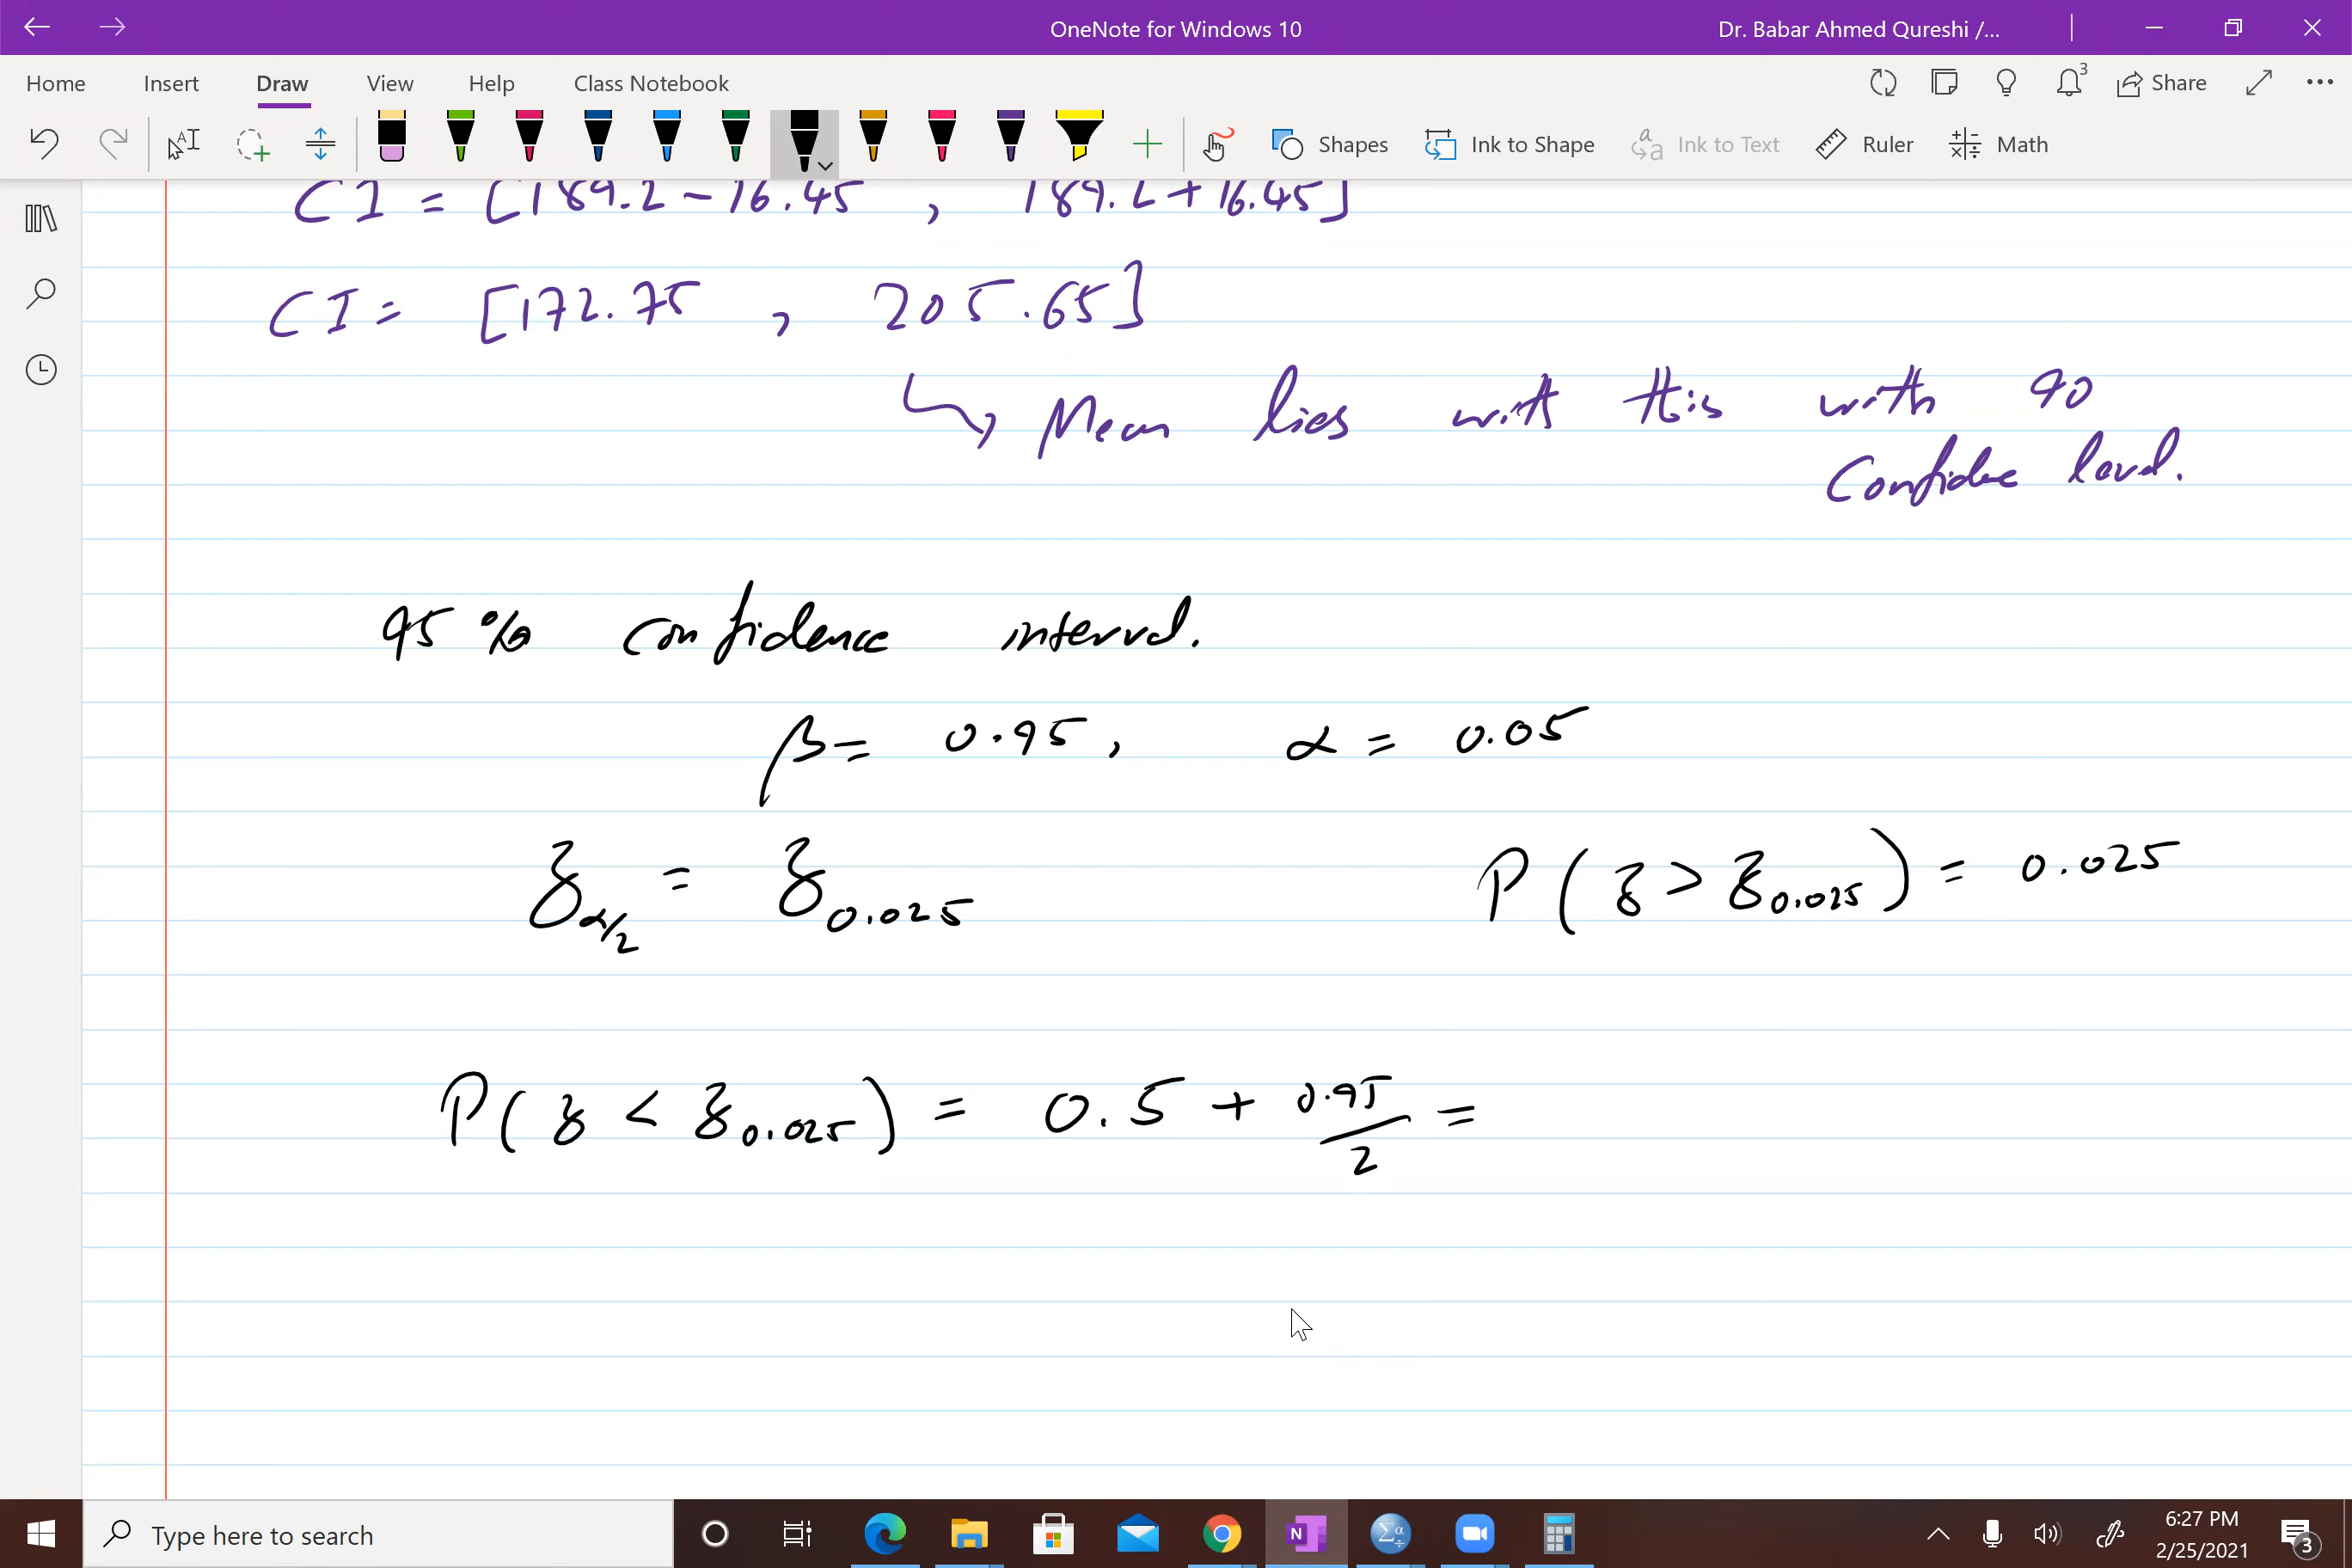 OneNote for Windows 10 Dr. Babar Ahmed Qureshi /...
Home Insert Draw View Help Class Notebook 3 Share
Shapes Ink to Shape Ink to Text Ruler Math
CI = [189.2 - 16.45 , 189.2 + 16.45]
CI = [172.75 , 205.65]
↳ Mean lies with this with 90
Confidec level.
95 % confidence interval.
β = 0.95, α = 0.05
z_{α/2} = z_{0.025} P(z > z_{0.025}) = 0.025
P(z < z_{0.025}) = 0.5 + 0.95/2 =
Type here to search
6:27 PM
2/25/2021
3